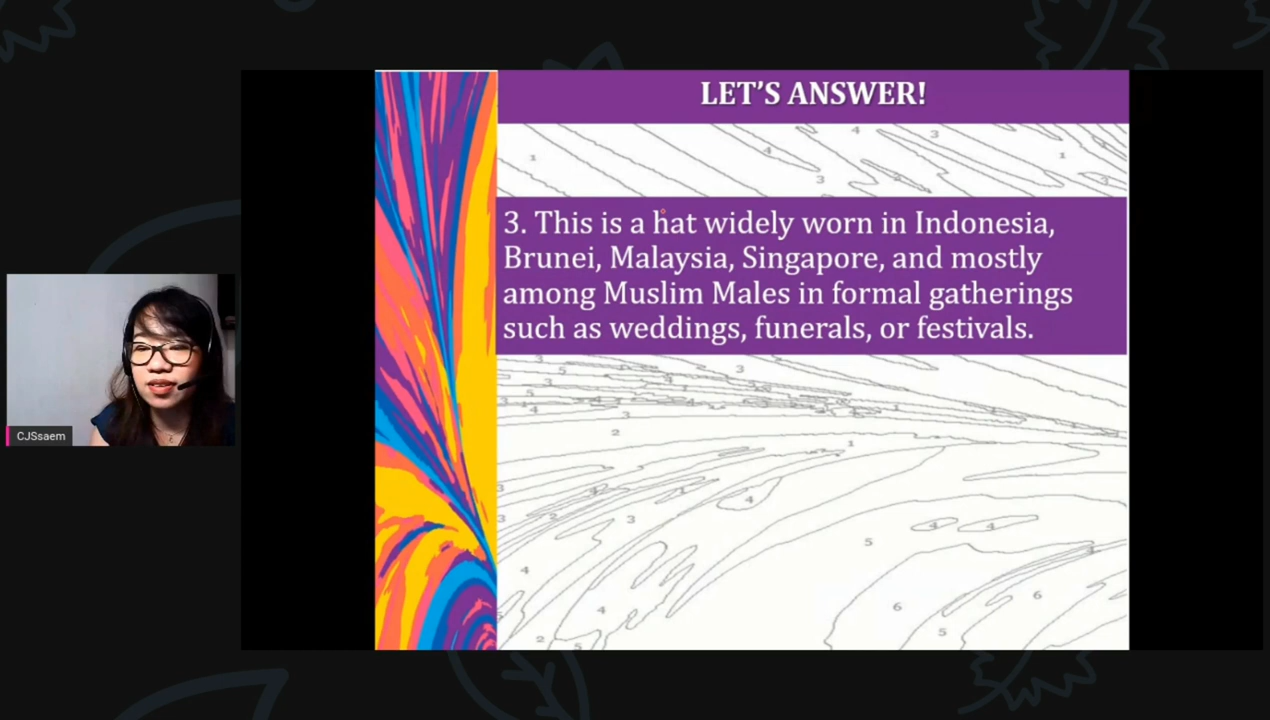 LET'S ANSWER!
3. This is a hat widely worn in Indonesia,
Brunei, Malaysia, Singapore, and mostly
among Muslim Males in formal gatherings
such as weddings, funerals, or festivals.
CJSsaem